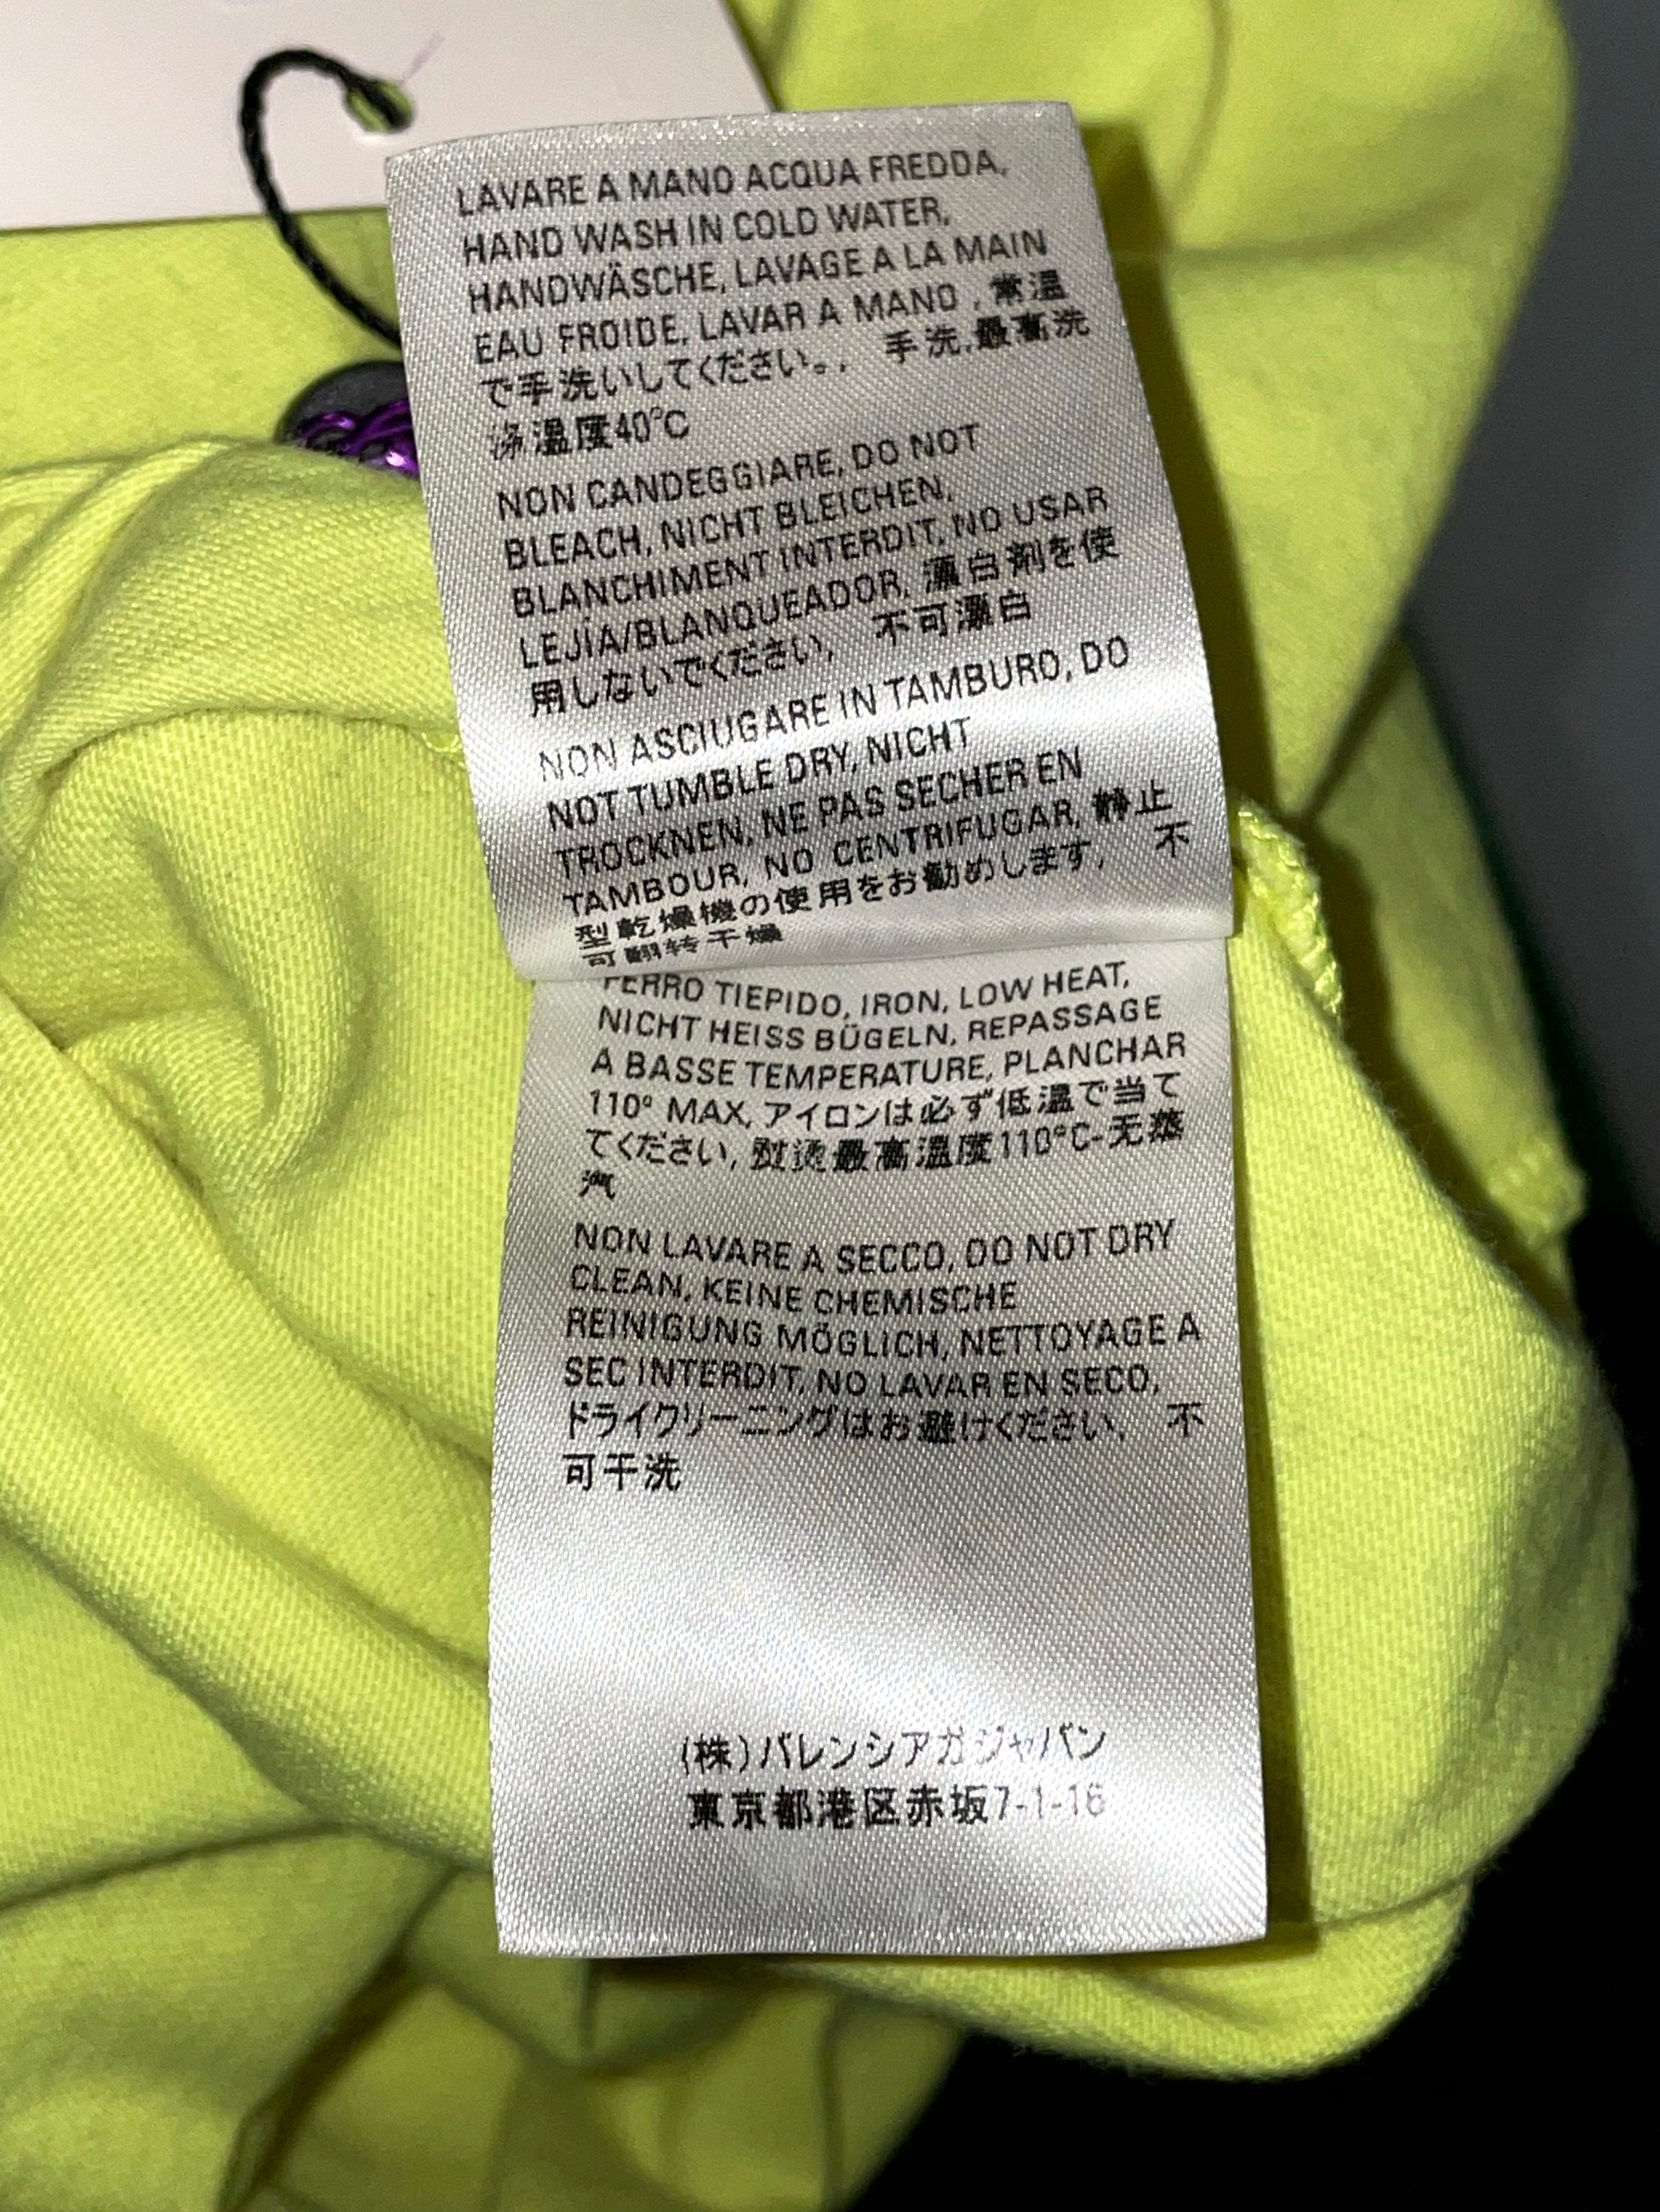 LAVARE A MANO ACQUA FREDDA,
HAND WASH IN COLD WATER,
HANDWÄSCHE, LAVAGE A LA MAIN
EAU FROIDE, LAVAR A MANO , 常温
で手洗いしてください。, 手洗,最高洗
涤温度40°C
NON CANDEGGIARE, DO NOT
BLEACH, NICHT BLEICHEN,
BLANCHIMENT INTERDIT, NO USAR
LEJÍA/BLANQUEADOR, 漂白剤を使
用しないでください, 不可漂白
NON ASCIUGARE IN TAMBURO, DO
NOT TUMBLE DRY, NICHT
TROCKNEN, NE PAS SECHER EN
TAMBOUR, NO CENTRIFUGAR, 静止
型乾燥機の使用をお勧めします, 不
可翻转干燥
FERRO TIEPIDO, IRON, LOW HEAT,
NICHT HEISS BÜGELN, REPASSAGE
A BASSE TEMPERATURE, PLANCHAR
110° MAX, アイロンは必ず低温で当て
てください, 熨烫最高温度110°C-无蒸
汽
NON LAVARE A SECCO, DO NOT DRY
CLEAN, KEINE CHEMISCHE
REINIGUNG MÖGLICH, NETTOYAGE A
SEC INTERDIT, NO LAVAR EN SECO,
ドライクリーニングはお避けください, 不
可干洗
(株)バレンシアガジャパン
東京都港区赤坂7-1-16